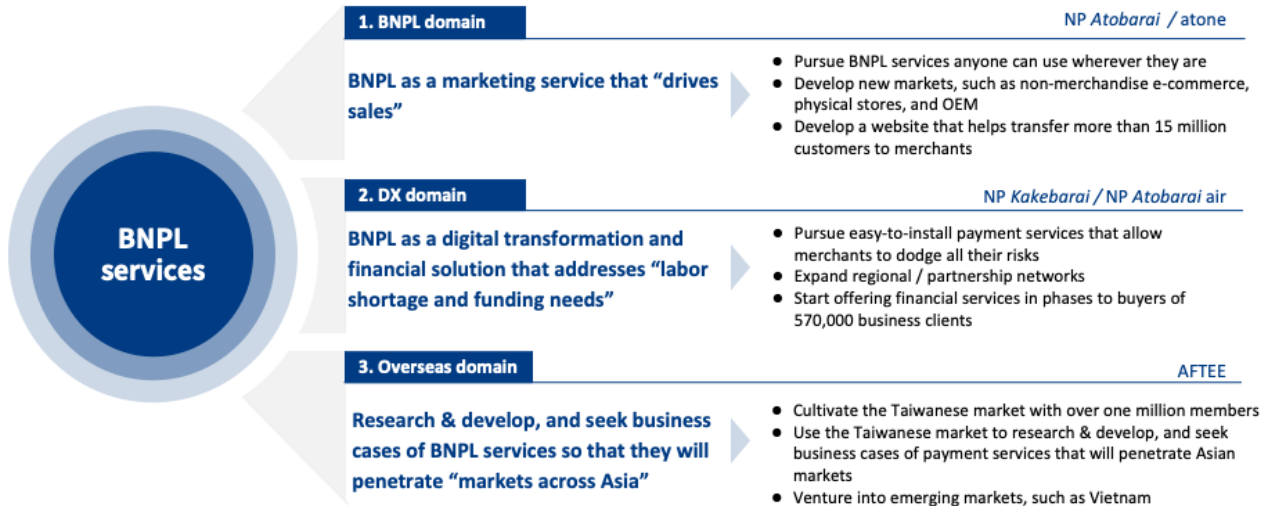 BNPL
services
1. BNPL domain
NP Atobarai / atone
BNPL as a marketing service that “drives
sales”
● Pursue BNPL services anyone can use wherever they are
● Develop new markets, such as non-merchandise e-commerce,
physical stores, and OEM
● Develop a website that helps transfer more than 15 million
customers to merchants
2. DX domain
NP Kakebarai / NP Atobarai air
BNPL as a digital transformation and
financial solution that addresses “labor
shortage and funding needs”
● Pursue easy-to-install payment services that allow
merchants to dodge all their risks
● Expand regional / partnership networks
● Start offering financial services in phases to buyers of
570,000 business clients
3. Overseas domain
AFTEE
Research & develop, and seek business
cases of BNPL services so that they will
penetrate “markets across Asia”
● Cultivate the Taiwanese market with over one million members
● Use the Taiwanese market to research & develop, and seek
business cases of payment services that will penetrate Asian
markets
● Venture into emerging markets, such as Vietnam